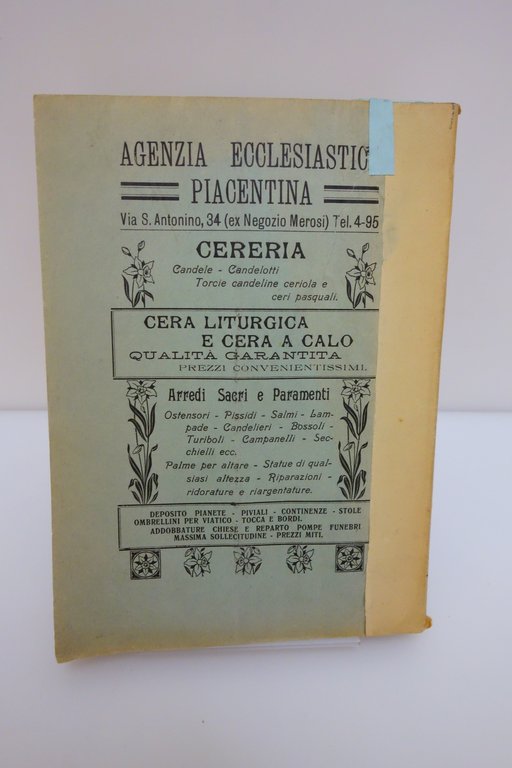 AGENZIA ECCLESIASTIC
PIACENTINA
Via S. Antonino, 34 (ex Negozio Merosi) Tel. 4-95
CERERIA
Candele - Candelotti
Torcie candeline ceriola e
ceri pasquali.
CERA LITURGICA
E CERA A CALO
QUALITÀ GARANTITA
PREZZI CONVENIENTISSIMI.
Arredi Sacri e Paramenti
Ostensori - Pissidi - Salmi - Lam-
pade - Candelieri - Bossoli -
Turiboli - Campanelli - Sec-
chielli ecc.
Palme per altare - Statue di qual-
siasi altezza - Riparazioni -
ridorature e riargentature.
DEPOSITO PIANETE - PIVIALI - CONTINENZE - STOLE
OMBRELLINI PER VIATICO - TOCCA E BORDI.
ADDOBBATURE CHIESE E REPARTO POMPE FUNEBRI
MASSIMA SOLLECITUDINE - PREZZI MITI.